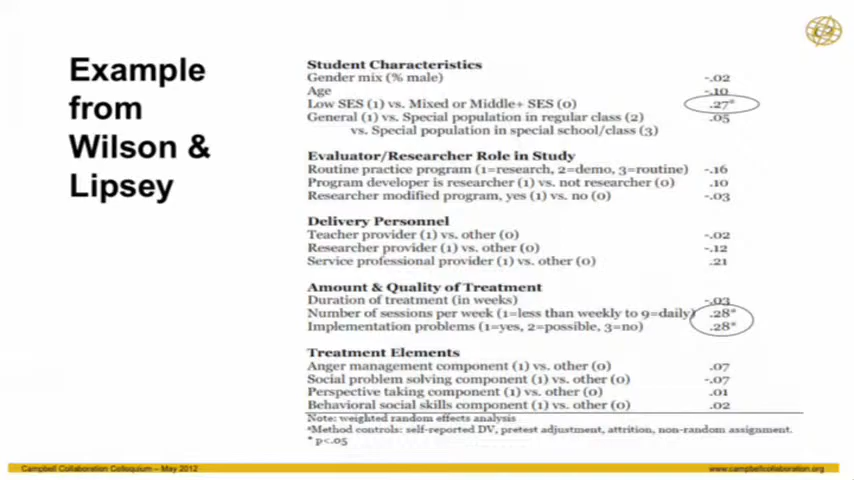 Example
from
Wilson &
Lipsey
Student Characteristics
Gender mix (% male) -.02
Age -.10
Low SES (1) vs. Mixed or Middle+ SES (0) .27*
General (1) vs. Special population in regular class (2) .05
vs. Special population in special school/class (3)
Evaluator/Researcher Role in Study
Routine practice program (1=research, 2=demo, 3=routine) -.16
Program developer is researcher (1) vs. not researcher (0) .10
Researcher modified program, yes (1) vs. no (0) -.03
Delivery Personnel
Teacher provider (1) vs. other (0) -.02
Researcher provider (1) vs. other (0) -.12
Service professional provider (1) vs. other (0) .21
Amount & Quality of Treatment
Duration of treatment (in weeks) -.03
Number of sessions per week (1=less than weekly to 9=daily) .28*
Implementation problems (1=yes, 2=possible, 3=no) .28*
Treatment Elements
Anger management component (1) vs. other (0) .07
Social problem solving component (1) vs. other (0) -.07
Perspective taking component (1) vs. other (0) .01
Behavioral social skills component (1) vs. other (0) .02
Note: weighted random effects analysis
ᵃMethod controls: self-reported DV, pretest adjustment, attrition, non-random assignment.
* p<.05
Campbell Collaboration Colloquium – May 2012
www.campbellcollaboration.org